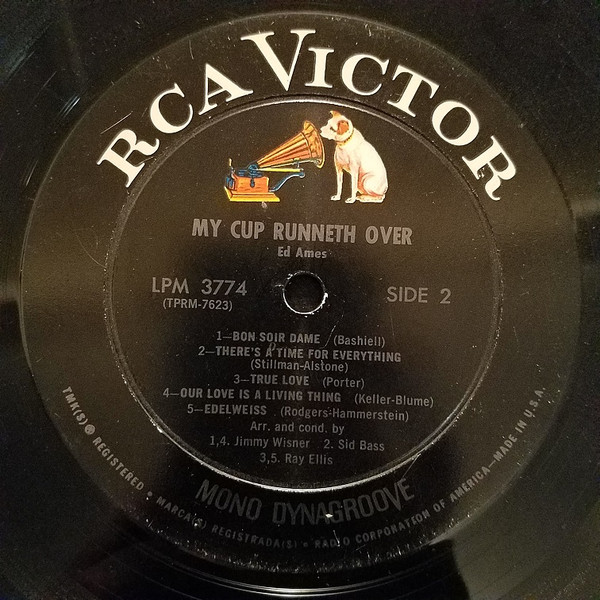 RCA VICTOR
MY CUP RUNNETH OVER
Ed Ames
LPM 3774
(TPRM-7623)
SIDE 2
1—BON SOIR DAME (Bashiell)
2—THERE'S A TIME FOR EVERYTHING
(Stillman-Alstone)
3—TRUE LOVE (Porter)
4—OUR LOVE IS A LIVING THING (Keller-Blume)
5—EDELWEISS (Rodgers-Hammerstein)
Arr. and cond. by
1,4. Jimmy Wisner 2. Sid Bass
3,5. Ray Ellis
MONO DYNAGROOVE
TMK(S) ® REGISTERED • MARCA(S) REGISTRADA(S) • RADIO CORPORATION OF AMERICA—MADE IN U.S.A.